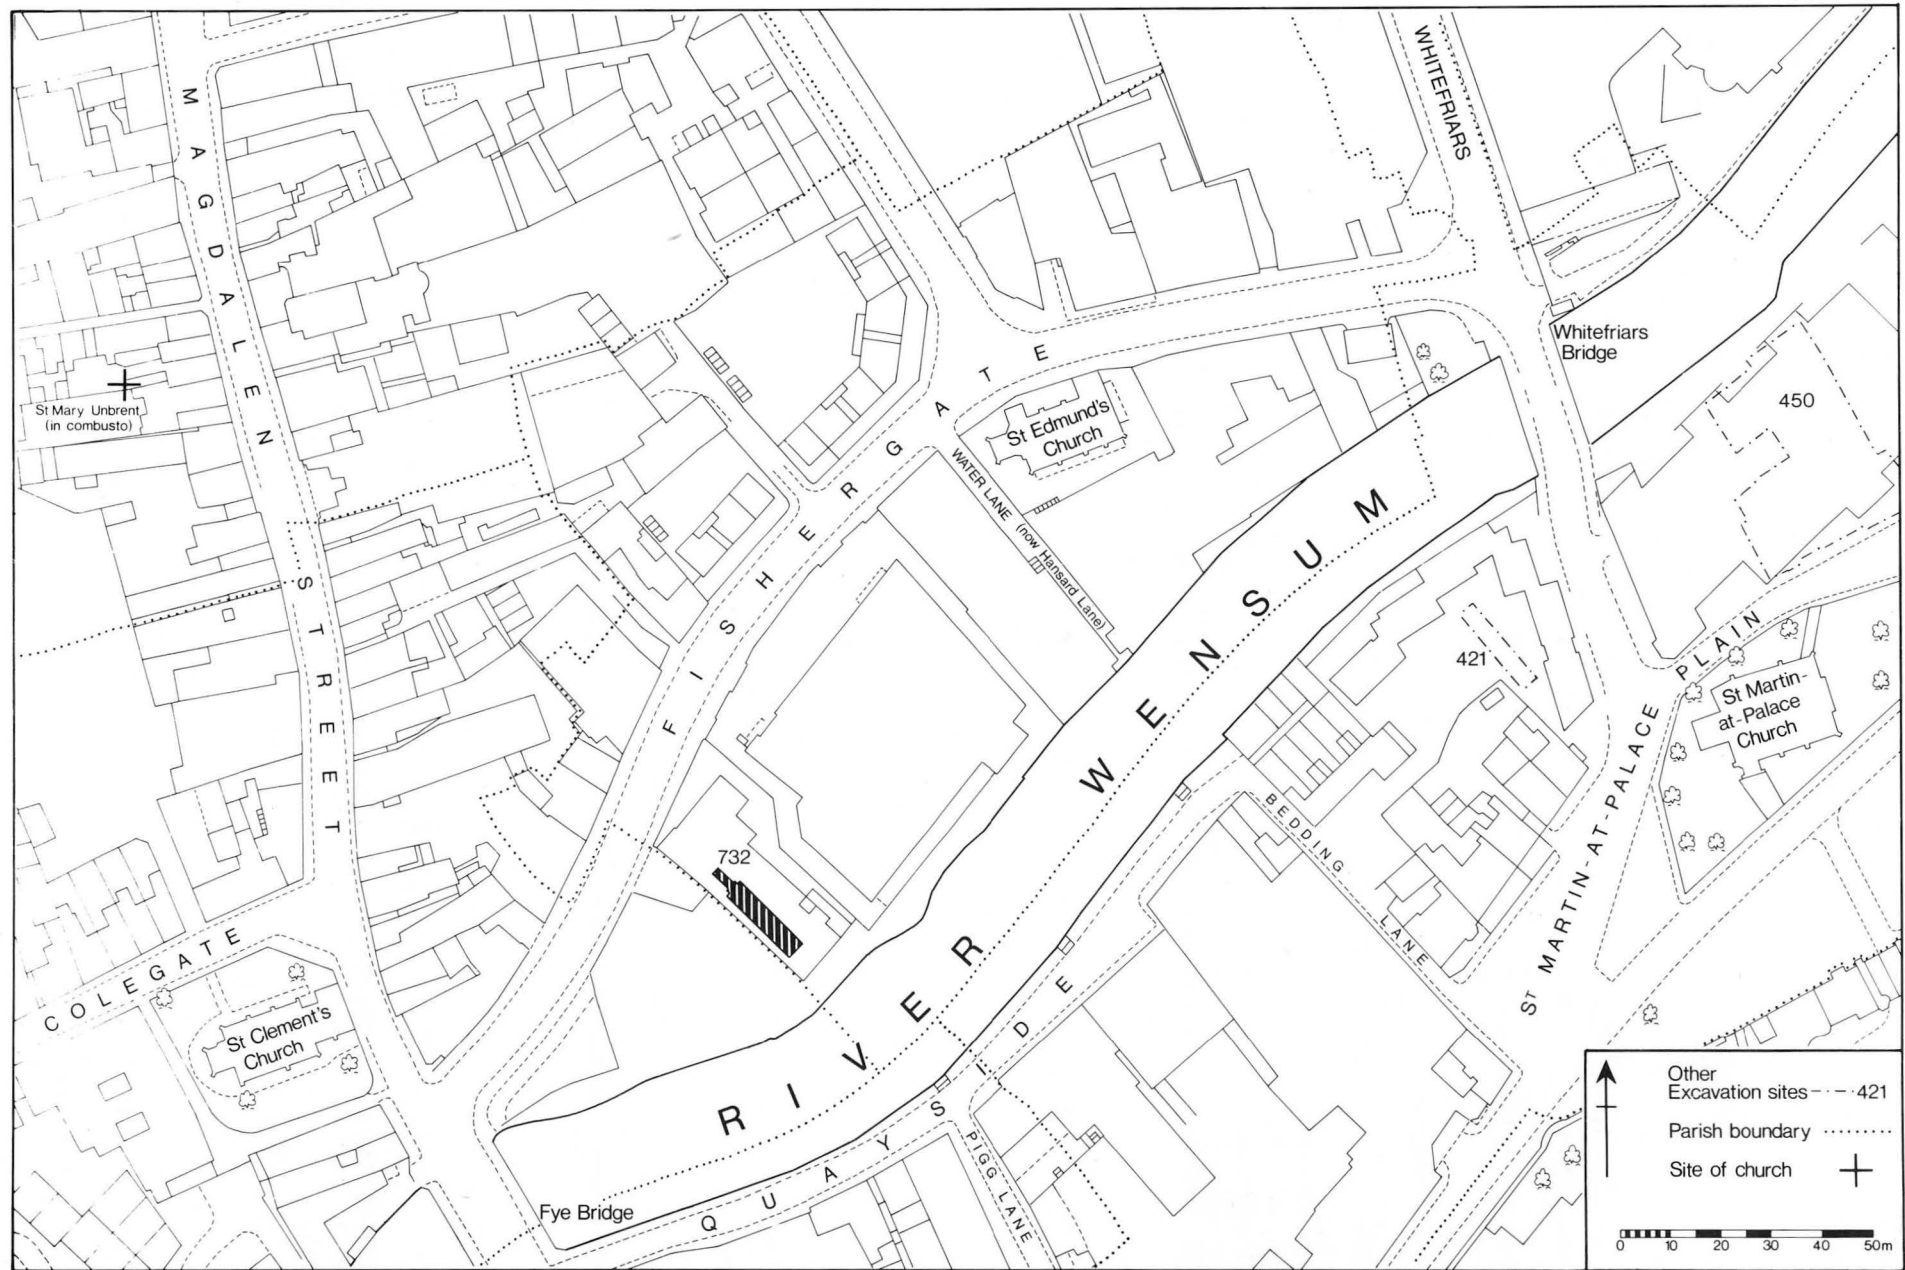 MAGDALEN STREET
WHITEFRIARS
Whitefriars
Bridge
St Mary Unbrent
(in combusto)
FISHERGATE
St Edmund's
Church
WATER LANE (now Hansard Lane)
450
421
RIVER WENSUM
ST MARTIN-AT-PALACE PLAIN
St Martin-
at-Palace
Church
732
BEDDING LANE
COLEGATE
St Clement's
Church
QUAYSIDE
PIGG LANE
Fye Bridge
Other
Excavation sites 421
Parish boundary
Site of church
0 10 20 30 40 50m